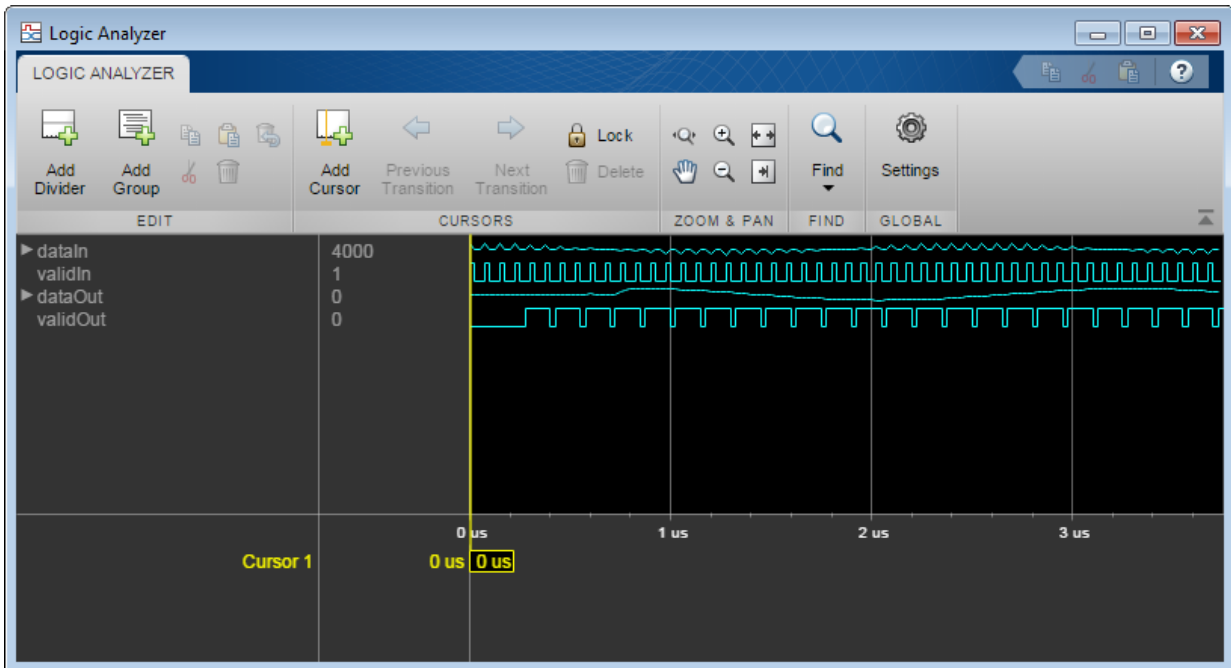 Logic Analyzer
LOGIC ANALYZER
?
Add Divider
Add Group
Add Cursor
Previous Transition
Next Transition
Lock
Delete
Find
Settings
EDIT
CURSORS
ZOOM & PAN
FIND
GLOBAL
dataIn 4000
validIn 1
dataOut 0
validOut 0
0 us 1 us 2 us 3 us
Cursor 1 0 us 0 us